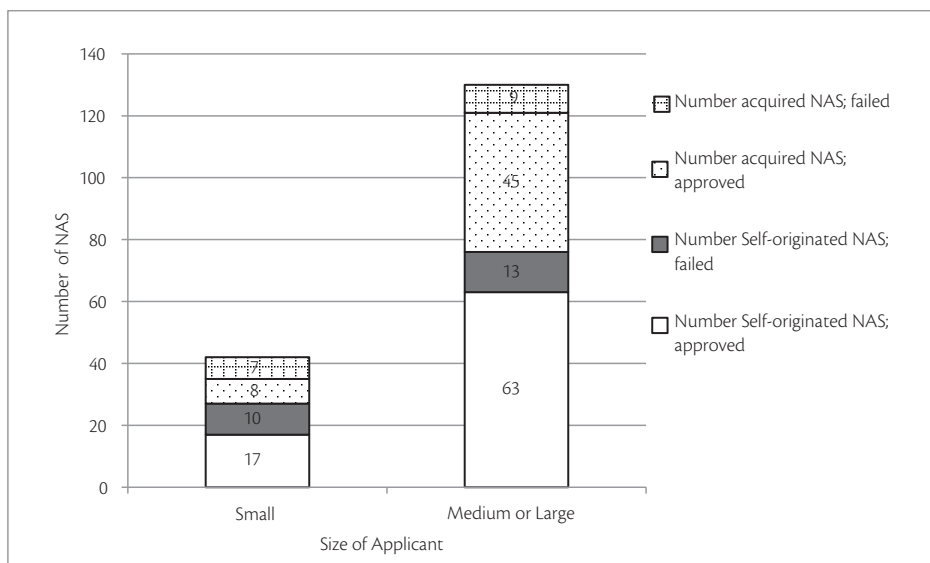 140
120
100
80
60
40
20
0
Number of NAS
9
45
13
63
7
8
10
17
Small
Medium or Large
Size of Applicant
Number acquired NAS; failed
Number acquired NAS;
approved
Number Self-originated NAS;
failed
Number Self-originated NAS;
approved